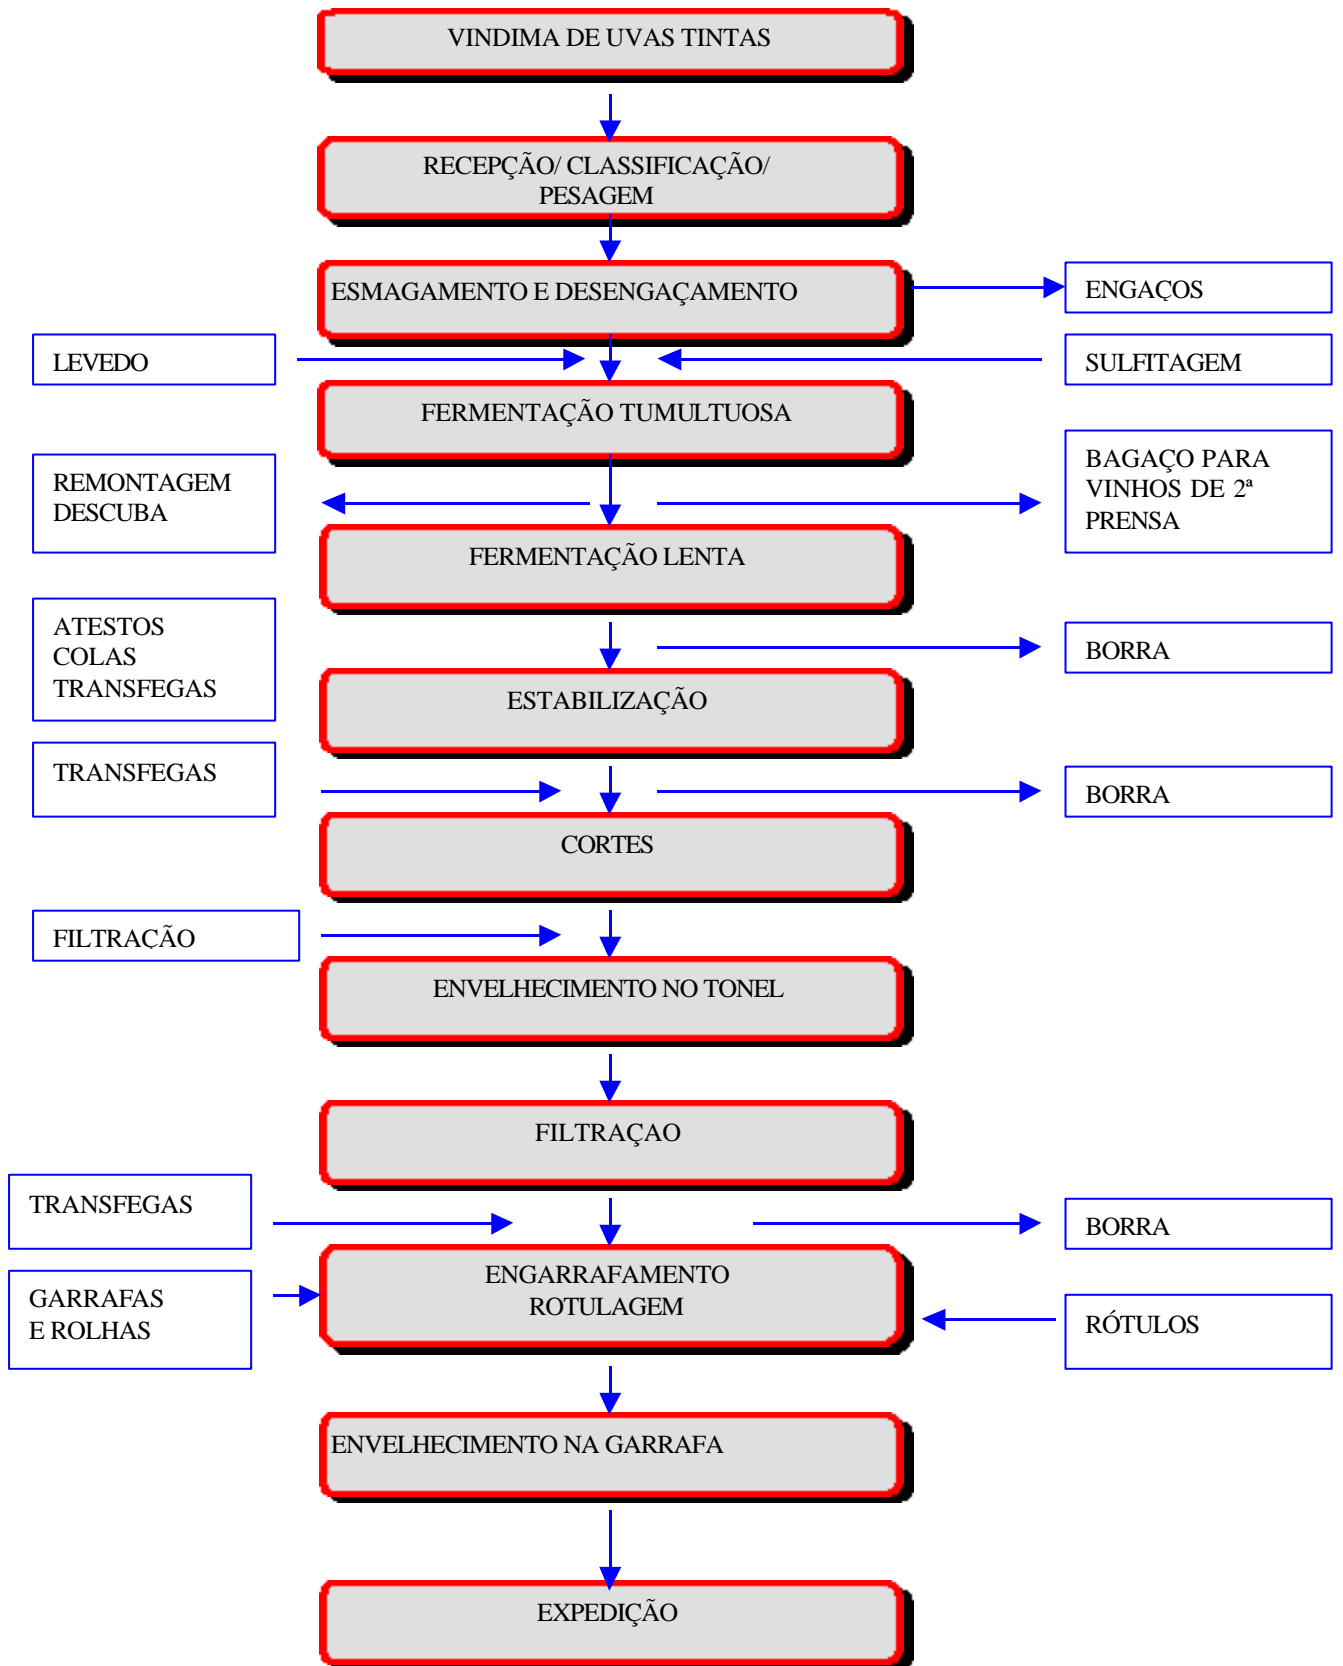 VINDIMA DE UVAS TINTAS
RECEPÇÃO/ CLASSIFICAÇÃO/
PESAGEM
ESMAGAMENTO E DESENGAÇAMENTO
ENGAÇOS
LEVEDO
SULFITAGEM
FERMENTAÇÃO TUMULTUOSA
REMONTAGEM
DESCUBA
BAGAÇO PARA
VINHOS DE 2ª
PRENSA
FERMENTAÇÃO LENTA
ATESTOS
COLAS
TRANSFEGAS
BORRA
ESTABILIZAÇÃO
TRANSFEGAS
BORRA
CORTES
FILTRAÇÃO
ENVELHECIMENTO NO TONEL
FILTRAÇAO
TRANSFEGAS
BORRA
ENGARRAFAMENTO
ROTULAGEM
GARRAFAS
E ROLHAS
RÓTULOS
ENVELHECIMENTO NA GARRAFA
EXPEDIÇÃO